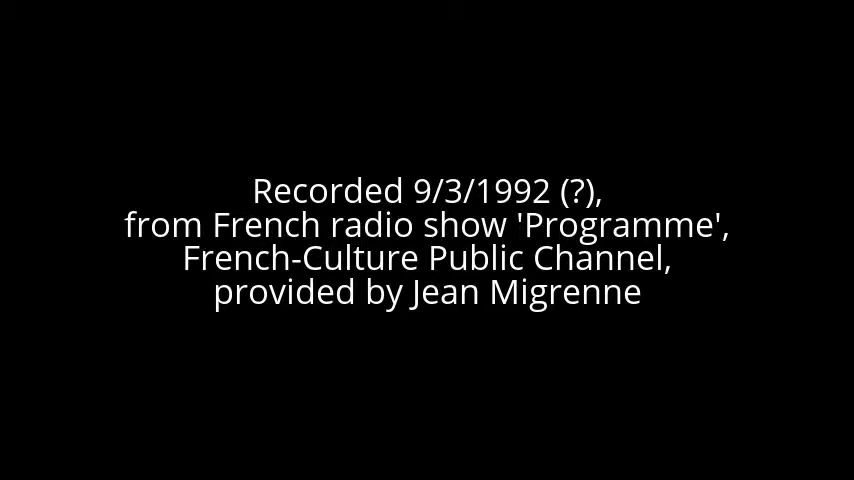 Recorded 9/3/1992 (?),
from French radio show 'Programme',
French-Culture Public Channel,
provided by Jean Migrenne